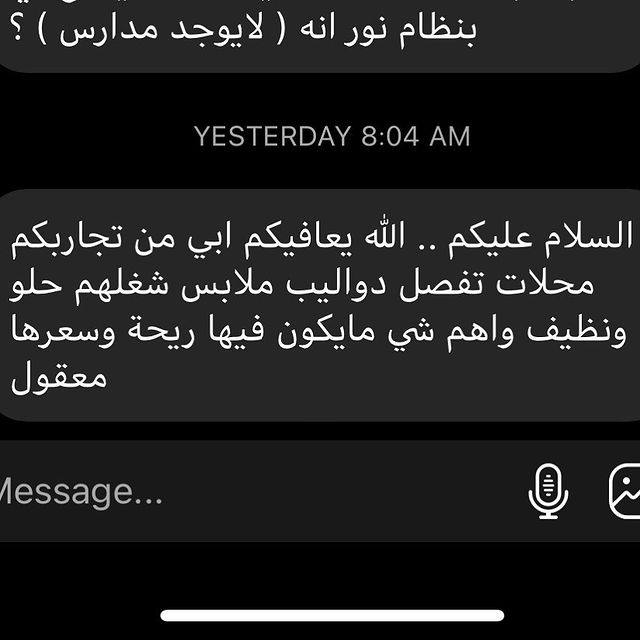 بنظام نور انه ( لايوجد مدارس ) ؟
YESTERDAY 8:04 AM
السلام عليكم .. الله يعافيكم ابي من تجاربكم
محلات تفصل دواليب ملابس شغلهم حلو
ونظيف واهم شي مايكون فيها ريحة وسعرها
معقول
Message...